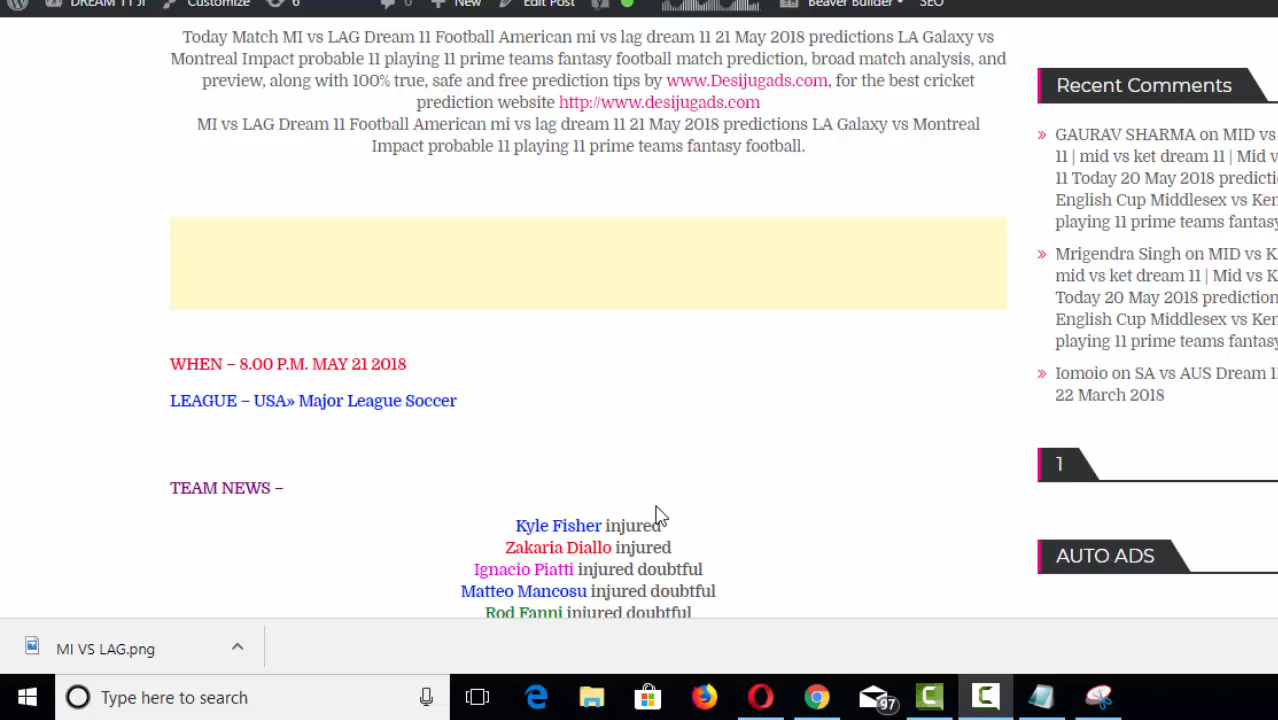 DREAM 11 JI Customize 6 0 New Edit Post Beaver Builder SEO
Today Match MI vs LAG Dream 11 Football American mi vs lag dream 11 21 May 2018 predictions LA Galaxy vs
Montreal Impact probable 11 playing 11 prime teams fantasy football match prediction, broad match analysis, and
preview, along with 100% true, safe and free prediction tips by www.Desijugads.com, for the best cricket
prediction website http://www.desijugads.com
MI vs LAG Dream 11 Football American mi vs lag dream 11 21 May 2018 predictions LA Galaxy vs Montreal
Impact probable 11 playing 11 prime teams fantasy football.
WHEN – 8.00 P.M. MAY 21 2018
LEAGUE – USA» Major League Soccer
TEAM NEWS –
Kyle Fisher injured
Zakaria Diallo injured
Ignacio Piatti injured doubtful
Matteo Mancosu injured doubtful
Rod Fanni injured doubtful
Recent Comments
» GAURAV SHARMA on MID vs
11 | mid vs ket dream 11 | Mid v
11 Today 20 May 2018 predicti
English Cup Middlesex vs Ken
playing 11 prime teams fantasy
» Mrigendra Singh on MID vs K
mid vs ket dream 11 | Mid vs K
Today 20 May 2018 prediction
English Cup Middlesex vs Ken
playing 11 prime teams fantasy
» Iomoio on SA vs AUS Dream 11
22 March 2018
1
AUTO ADS
MI VS LAG.png
Type here to search
97